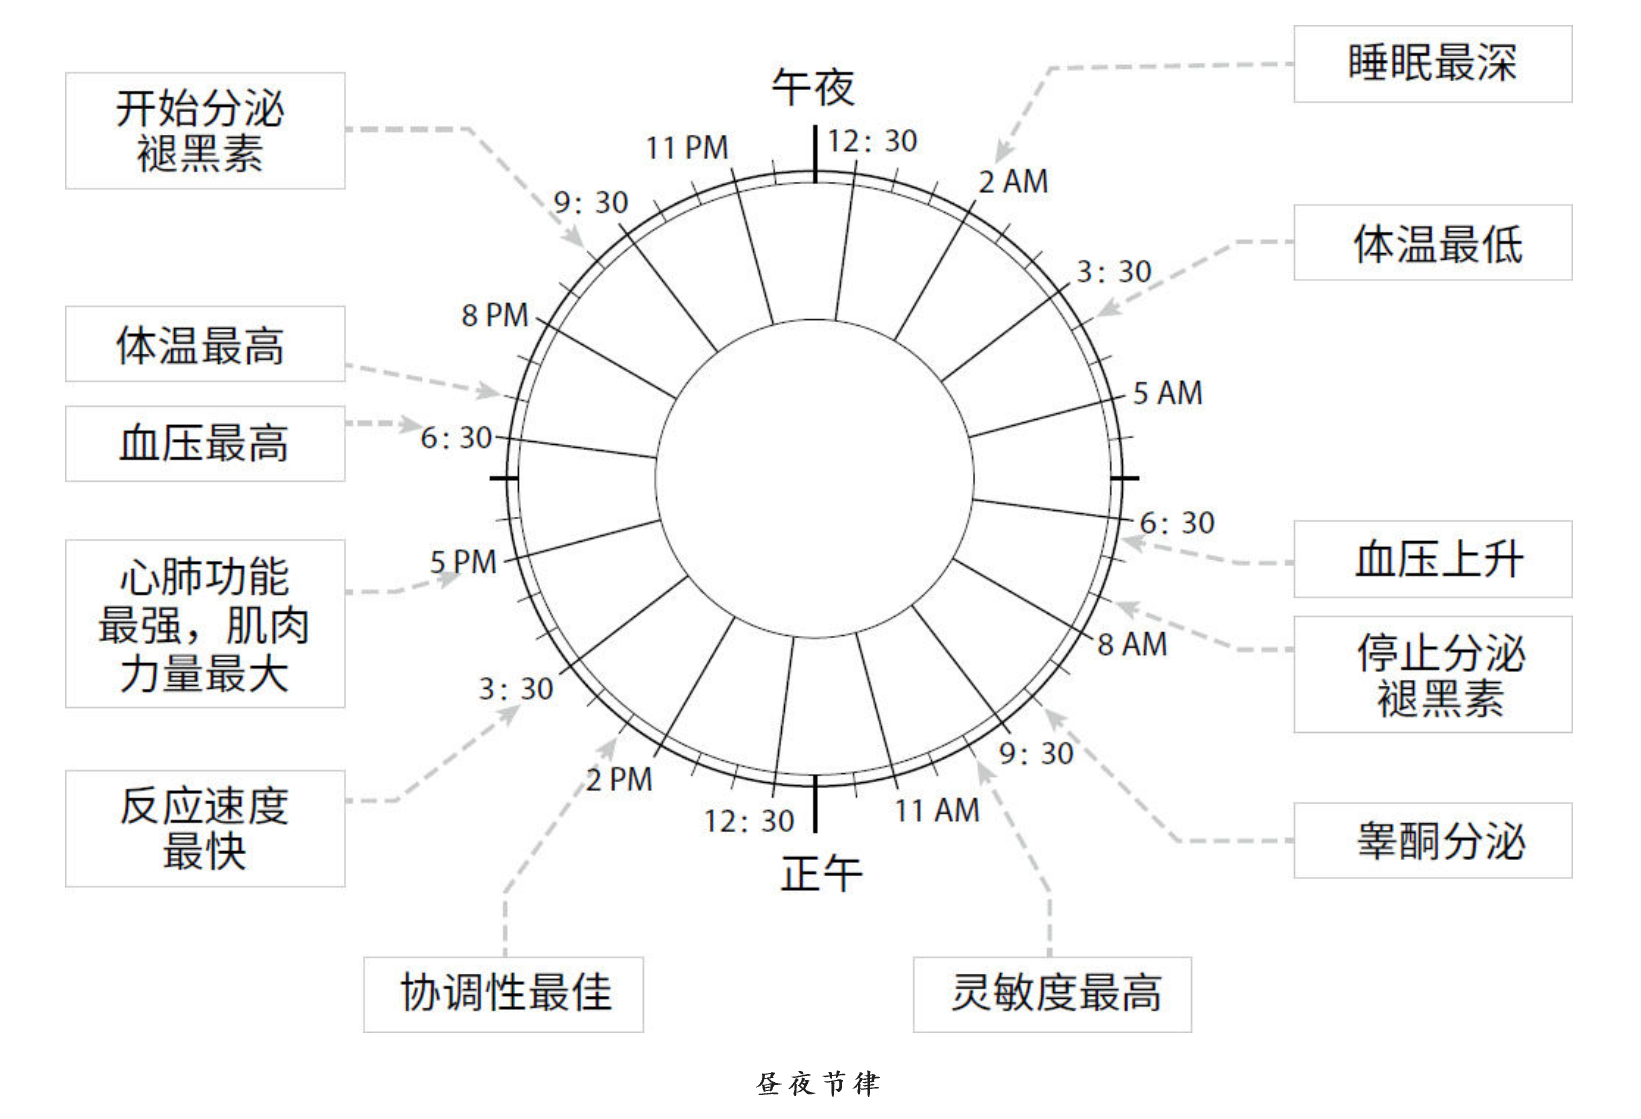 睡眠最深
午夜
开始分泌
褪黑素
11 PM
12：30
2 AM
9：30
体温最低
3：30
8 PM
体温最高
5 AM
血压最高
6：30
6：30
血压上升
5 PM
心肺功能
最强，肌肉
力量最大
8 AM
停止分泌
褪黑素
3：30
9：30
2 PM
反应速度
最快
12：30
11 AM
睾酮分泌
正午
协调性最佳
灵敏度最高
昼夜节律